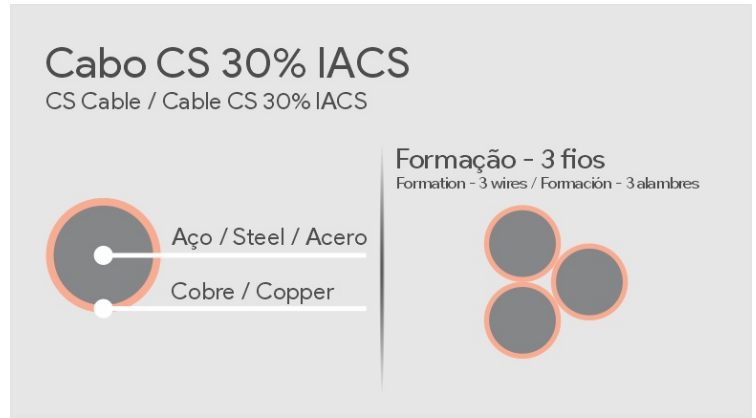 Cabo CS 30% IACS
CS Cable / Cable CS 30% IACS
Aço / Steel / Acero
Cobre / Copper
Formação - 3 fios
Formation - 3 wires / Formación - 3 alambres